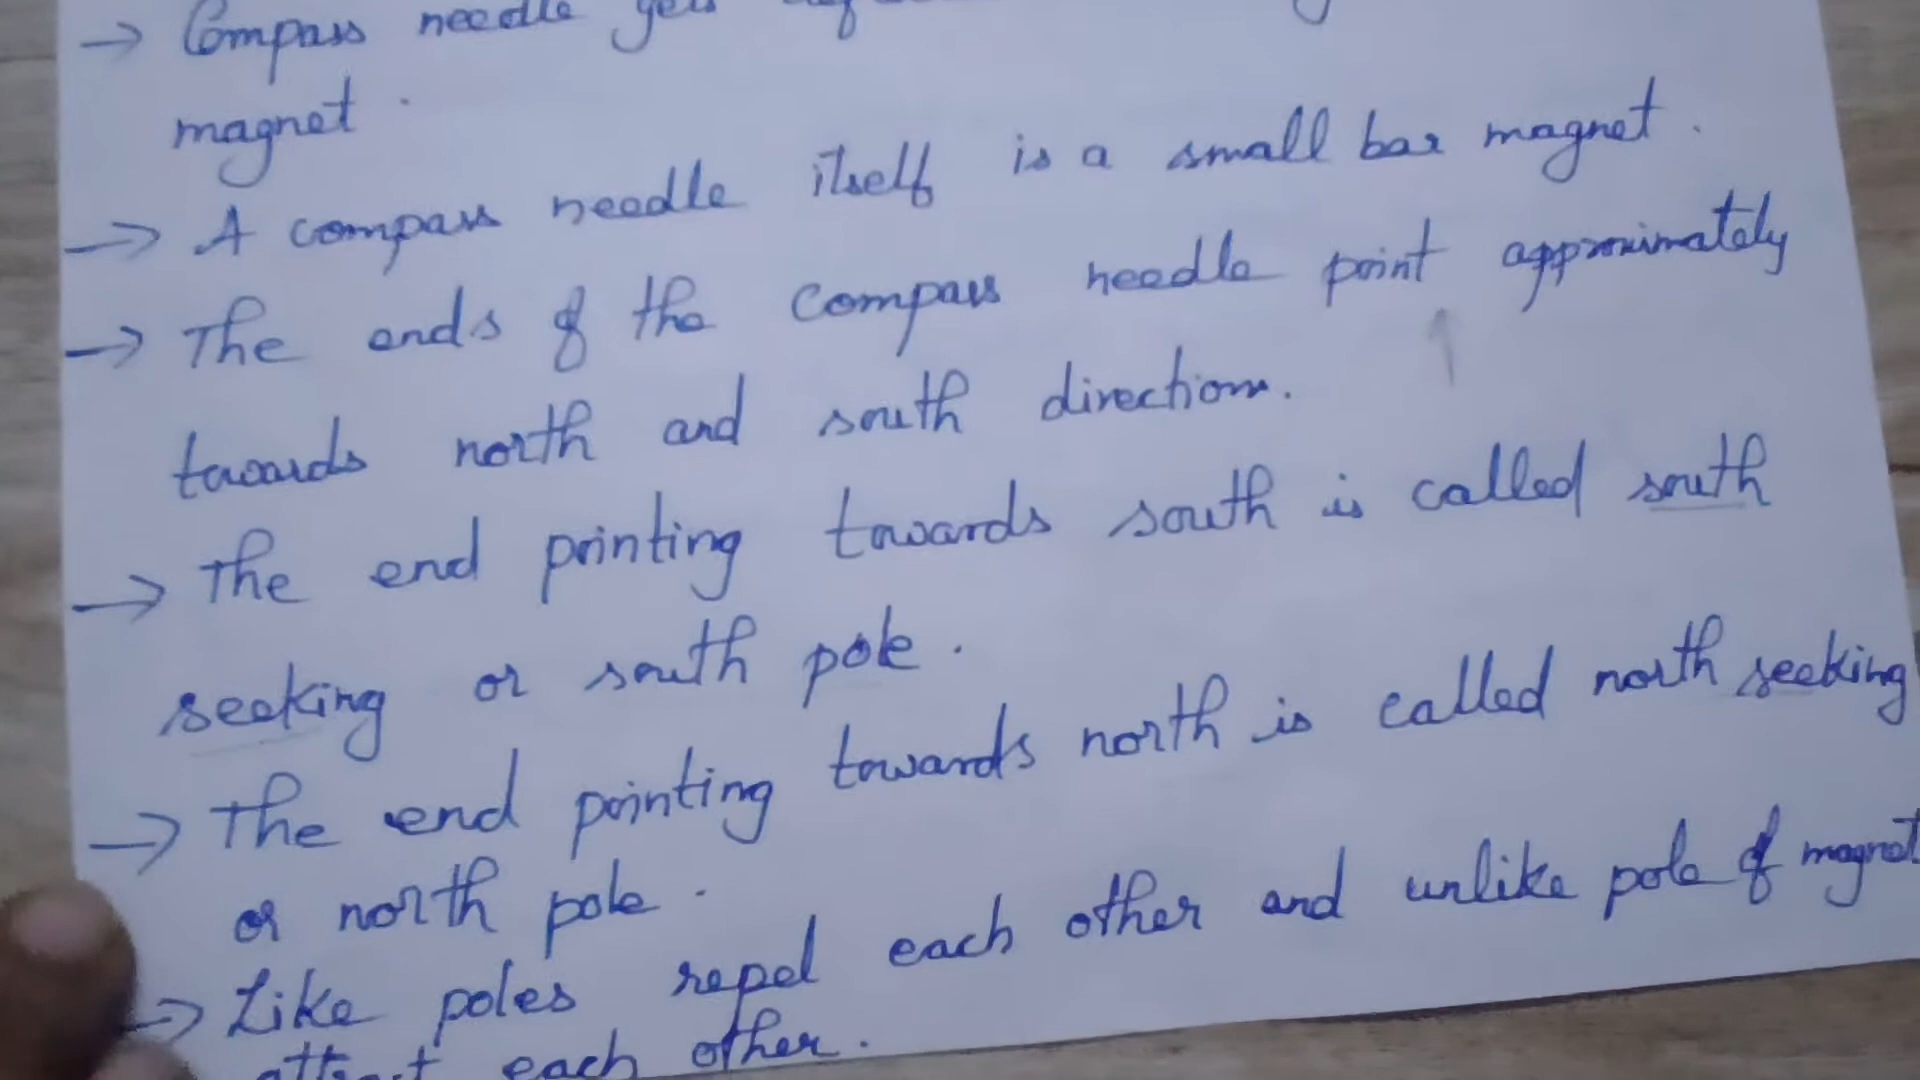 → Compass needle gets
magnet.
→ A compass needle itself is a small bar magnet.
→ The ends of the compass needle point approximately
towards north and south direction.
→ The end pointing towards south is called south
seeking or south pole.
→ The end pointing towards north is called north seeking
or north pole.
→ Like poles repel each other and unlike pole of magnet
attract each other.